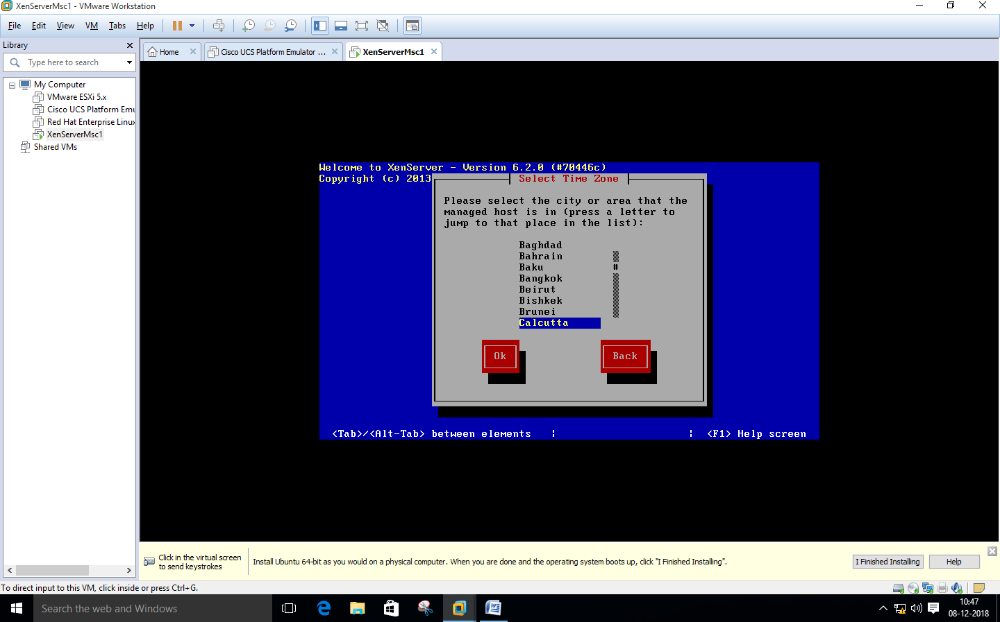 XenServerMsc1 - VMware Workstation
File Edit View VM Tabs Help
Library
Type here to search
My Computer
VMware ESXi 5.x
Cisco UCS Platform Emu
Red Hat Enterprise Linux
XenServerMsc1
Shared VMs
Home
Cisco UCS Platform Emulator ...
XenServerMsc1
Welcome to XenServer - Version 6.2.0 (#70446c)
Copyright (c) 2013
Select Time Zone
Please select the city or area that the
managed host is in (press a letter to
jump to that place in the list):
Baghdad
Bahrain
Baku #
Bangkok
Beirut
Bishkek
Brunei
Calcutta
Ok Back
<Tab>/<Alt-Tab> between elements ¦ ¦ <F1> Help screen
Click in the virtual screen
to send keystrokes
Install Ubuntu 64-bit as you would on a physical computer. When you are done and the operating system boots up, click "I Finished Installing".
I Finished Installing Help
To direct input to this VM, click inside or press Ctrl+G.
Search the web and Windows
10:47
08-12-2018